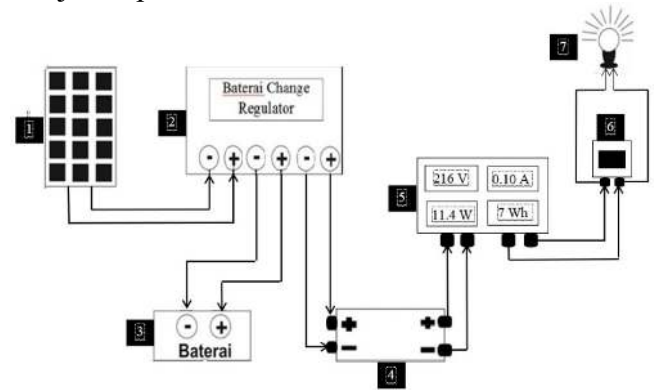 7
Baterai Change
Regulator
1
2
6
- + - + - +
216 V
0.10 A
5
11.4 W
7 Wh
3
- +
Baterai
+ +
- -
4